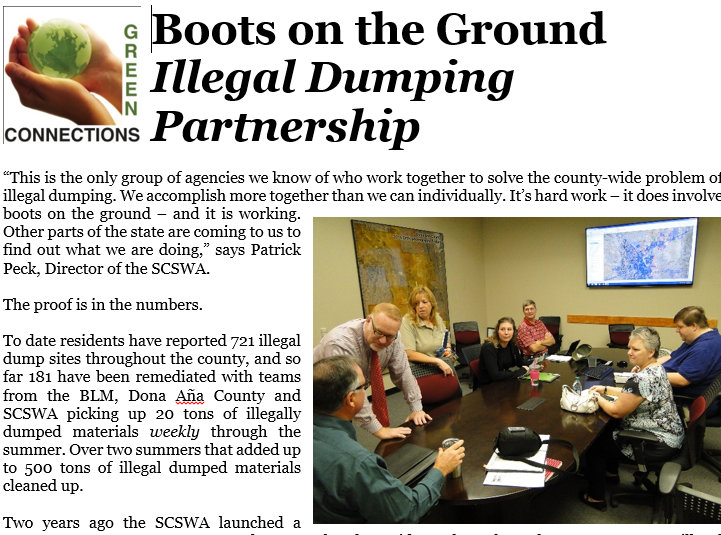 GREEN
CONNECTIONS
Boots on the Ground
Illegal Dumping
Partnership
“This is the only group of agencies we know of who work together to solve the county-wide problem of
illegal dumping. We accomplish more together than we can individually. It’s hard work – it does involve
boots on the ground – and it is working.
Other parts of the state are coming to us to
find out what we are doing,” says Patrick
Peck, Director of the SCSWA.
The proof is in the numbers.
To date residents have reported 721 illegal
dump sites throughout the county, and so
far 181 have been remediated with teams
from the BLM, Dona Aña County and
SCSWA picking up 20 tons of illegally
dumped materials weekly through the
summer. Over two summers that added up
to 500 tons of illegal dumped materials
cleaned up.
Two years ago the SCSWA launched a